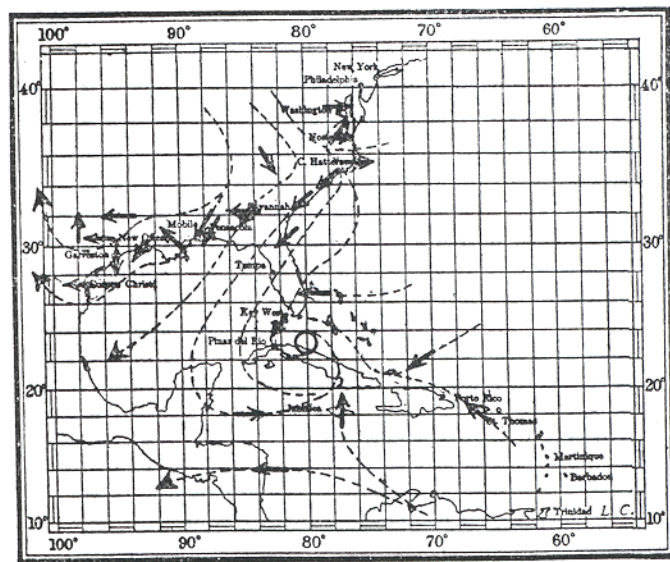 100° 90° 80° 70° 60°
New York
Philadelphia
40° 40°
Washington
C. Hatteras
Savannah
Mobile Pensacola
New Orleans
30° 30°
Galveston
Tampa
Corpus Christi
Key West
Pinar del Rio
20° 20°
Porto Rico
Jamaica
Thomas
Martinique
Barbados
Trinidad L. C.
10° 10°
100° 90° 80° 70° 60°